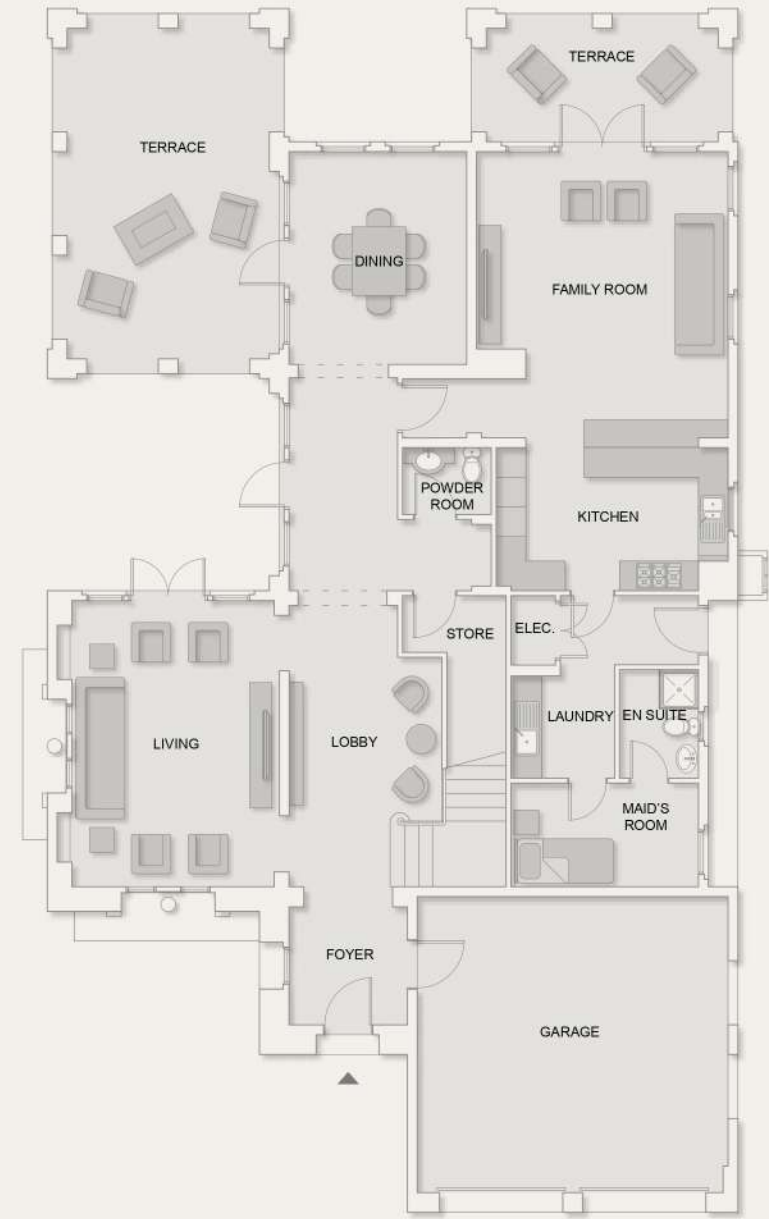 TERRACE
TERRACE
DINING
FAMILY ROOM
POWDER
ROOM
KITCHEN
STORE
ELEC.
LIVING
LOBBY
LAUNDRY
EN SUITE
MAID'S
ROOM
FOYER
GARAGE